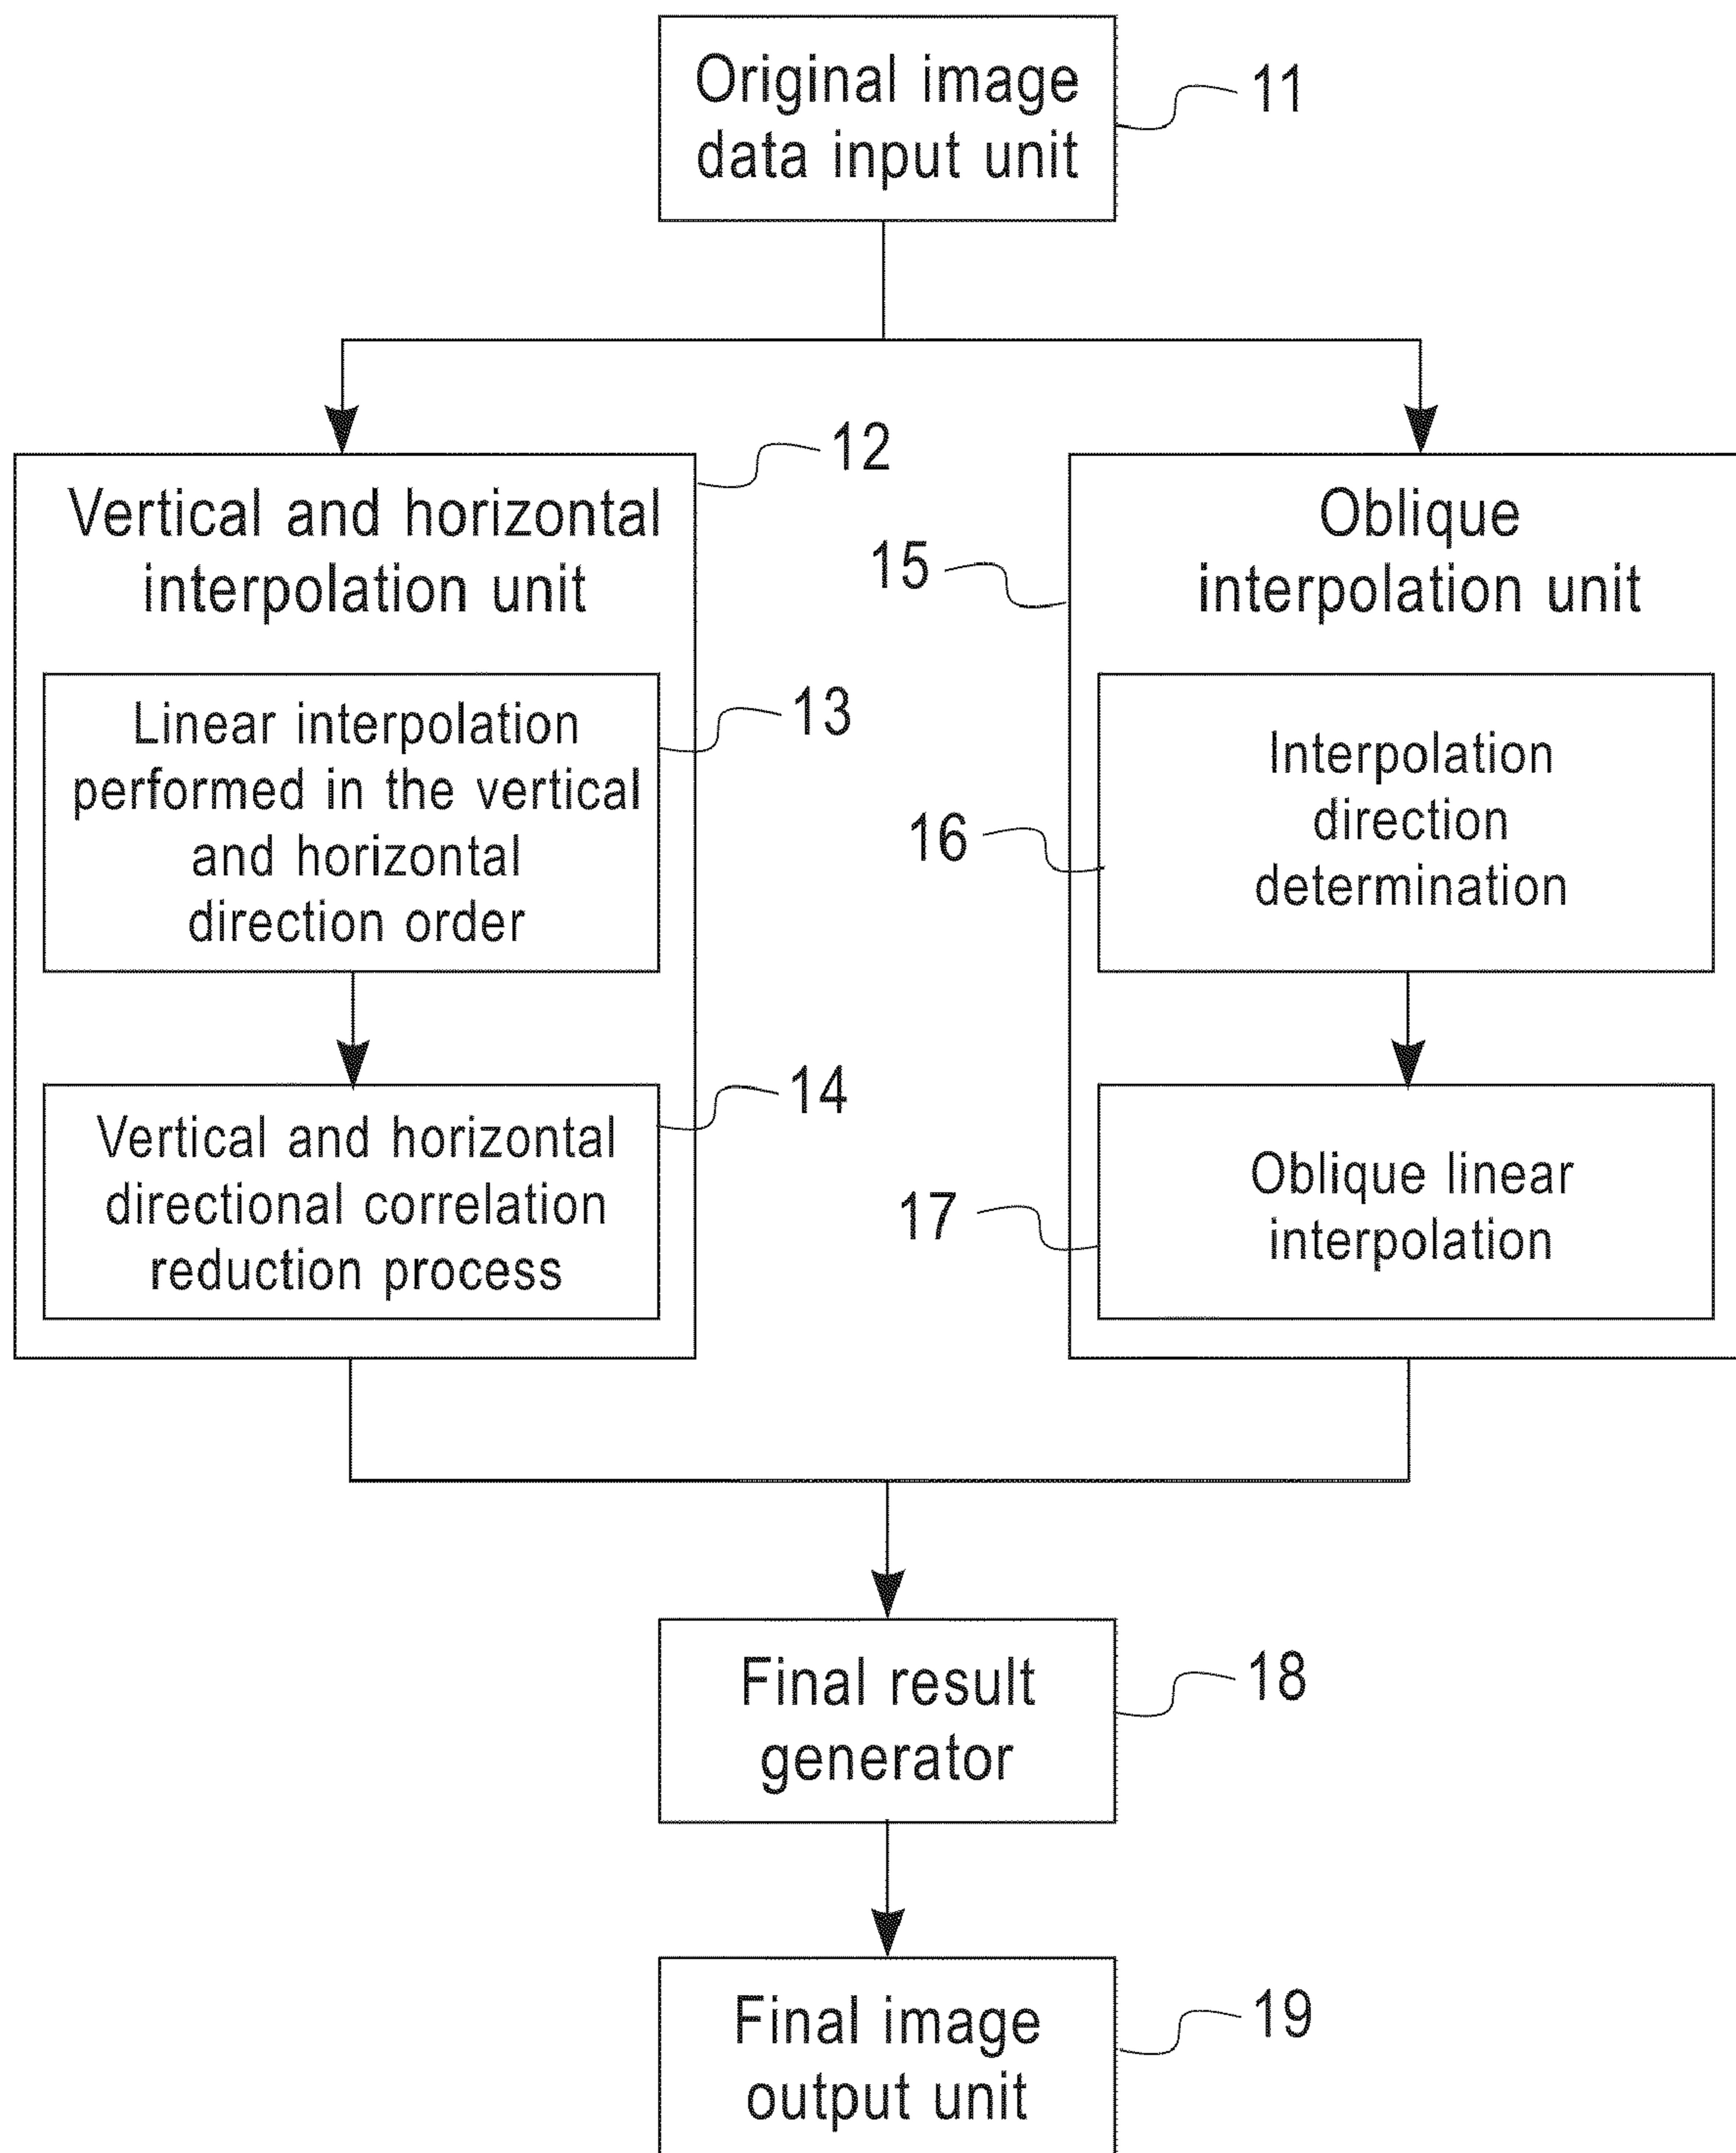 Original image
data input unit
11
Vertical and horizontal
interpolation unit
12
Linear interpolation
performed in the vertical
and horizontal
direction order
13
Vertical and horizontal
directional correlation
reduction process
14
Oblique
interpolation unit
15
Interpolation
direction
determination
16
Oblique linear
interpolation
17
Final result
generator
18
Final image
output unit
19